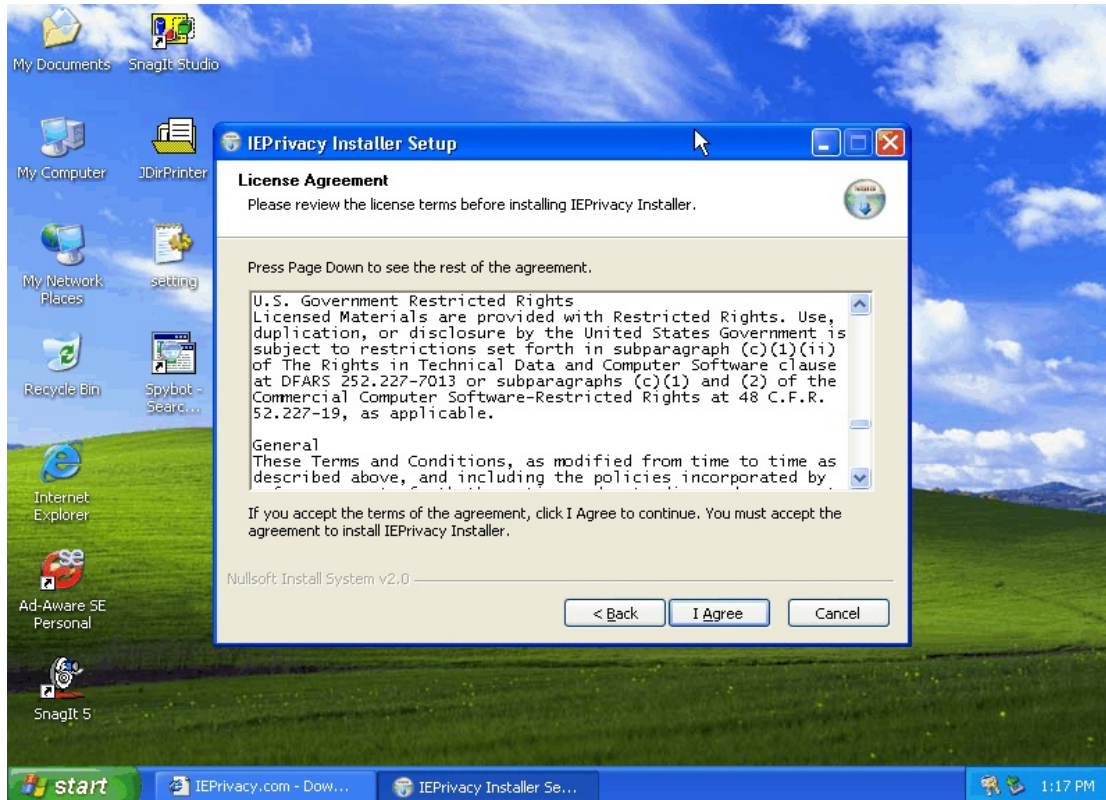 My Documents
SnagIt Studio
My Computer
JDirPrinter
My Network
Places
setting
Recycle Bin
Spybot -
Searc...
Internet
Explorer
Ad-Aware SE
Personal
SnagIt 5
IEPrivacy Installer Setup
License Agreement
Please review the license terms before installing IEPrivacy Installer.
Press Page Down to see the rest of the agreement.
U.S. Government Restricted Rights
Licensed Materials are provided with Restricted Rights. Use,
duplication, or disclosure by the United States Government is
subject to restrictions set forth in subparagraph (c)(1)(ii)
of The Rights in Technical Data and Computer Software clause
at DFARS 252.227-7013 or subparagraphs (c)(1) and (2) of the
Commercial Computer Software-Restricted Rights at 48 C.F.R.
52.227-19, as applicable.
General
These Terms and Conditions, as modified from time to time as
described above, and including the policies incorporated by
If you accept the terms of the agreement, click I Agree to continue. You must accept the
agreement to install IEPrivacy Installer.
Nullsoft Install System v2.0
< Back
I Agree
Cancel
start
IEPrivacy.com - Dow...
IEPrivacy Installer Se...
1:17 PM